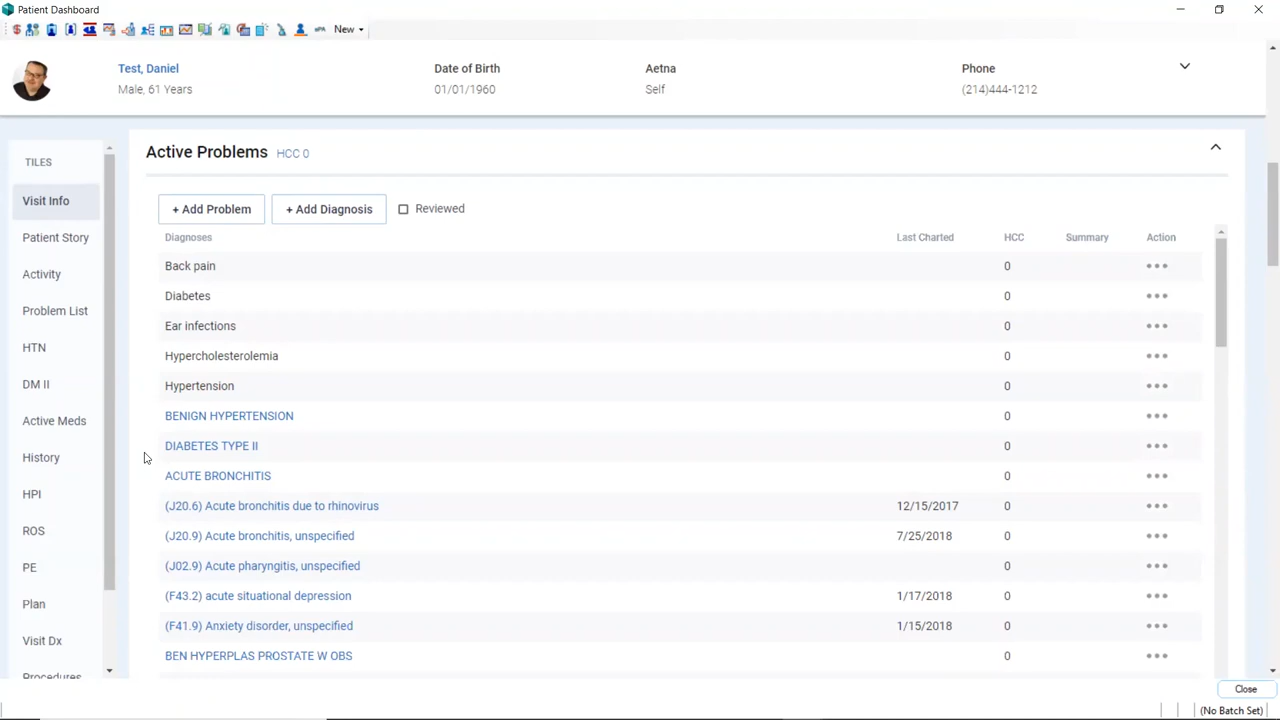 Patient Dashboard
New
Test, Daniel
Male, 61 Years
Date of Birth
01/01/1960
Aetna
Self
Phone
(214)444-1212
TILES
Visit Info
Patient Story
Activity
Problem List
HTN
DM II
Active Meds
History
HPI
ROS
PE
Plan
Visit Dx
Procedures
Active Problems HCC 0
+ Add Problem + Add Diagnosis Reviewed
Diagnoses Last Charted HCC Summary Action
Back pain 0
Diabetes 0
Ear infections 0
Hypercholesterolemia 0
Hypertension 0
BENIGN HYPERTENSION 0
DIABETES TYPE II 0
ACUTE BRONCHITIS 0
(J20.6) Acute bronchitis due to rhinovirus 12/15/2017 0
(J20.9) Acute bronchitis, unspecified 7/25/2018 0
(J02.9) Acute pharyngitis, unspecified 0
(F43.2) acute situational depression 1/17/2018 0
(F41.9) Anxiety disorder, unspecified 1/15/2018 0
BEN HYPERPLAS PROSTATE W OBS 0
Close
(No Batch Set)